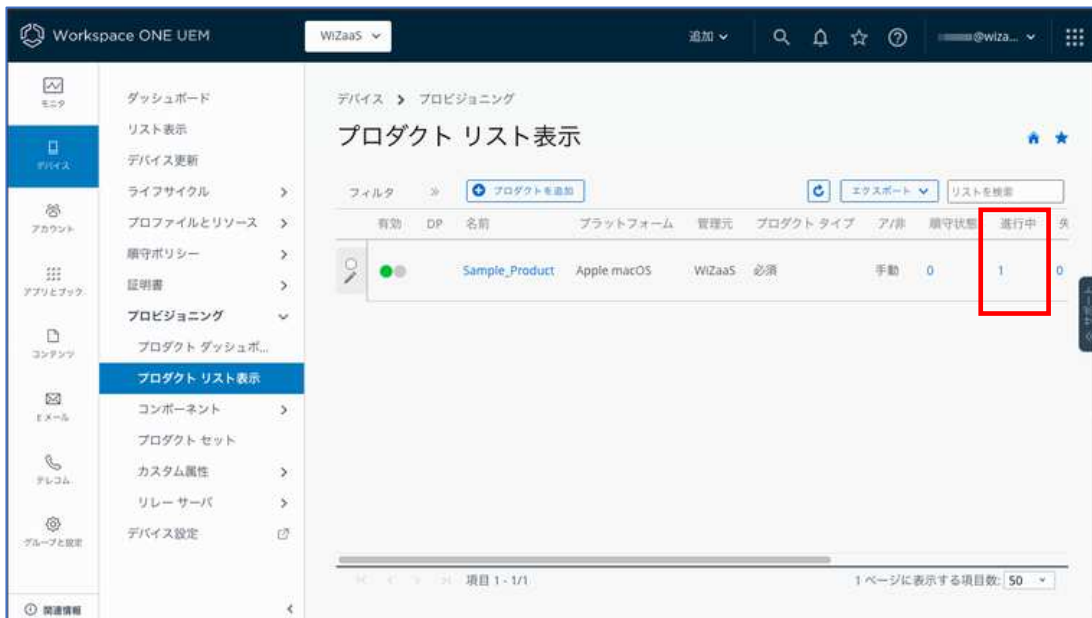 Workspace ONE UEM
WiZaaS
追加
@wiza...
モニタ
デバイス
アカウント
アプリとブック
コンテンツ
Eメール
テレコム
グループと設定
関連情報
ダッシュボード
リスト表示
デバイス更新
ライフサイクル
プロファイルとリソース
順守ポリシー
証明書
プロビジョニング
プロダクト ダッシュボ...
プロダクト リスト表示
コンポーネント
プロダクト セット
カスタム属性
リレー サーバ
デバイス設定
デバイス > プロビジョニング
プロダクト リスト表示
フィルタ » プロダクトを追加 エクスポート リストを検索
有効 DP 名前 プラットフォーム 管理元 プロダクト タイプ ア/非 順守状態 進行中 失
Sample_Product Apple macOS WiZaaS 必須 手動 0 1 0
項目 1 - 1/1
1 ページに表示する項目数: 50